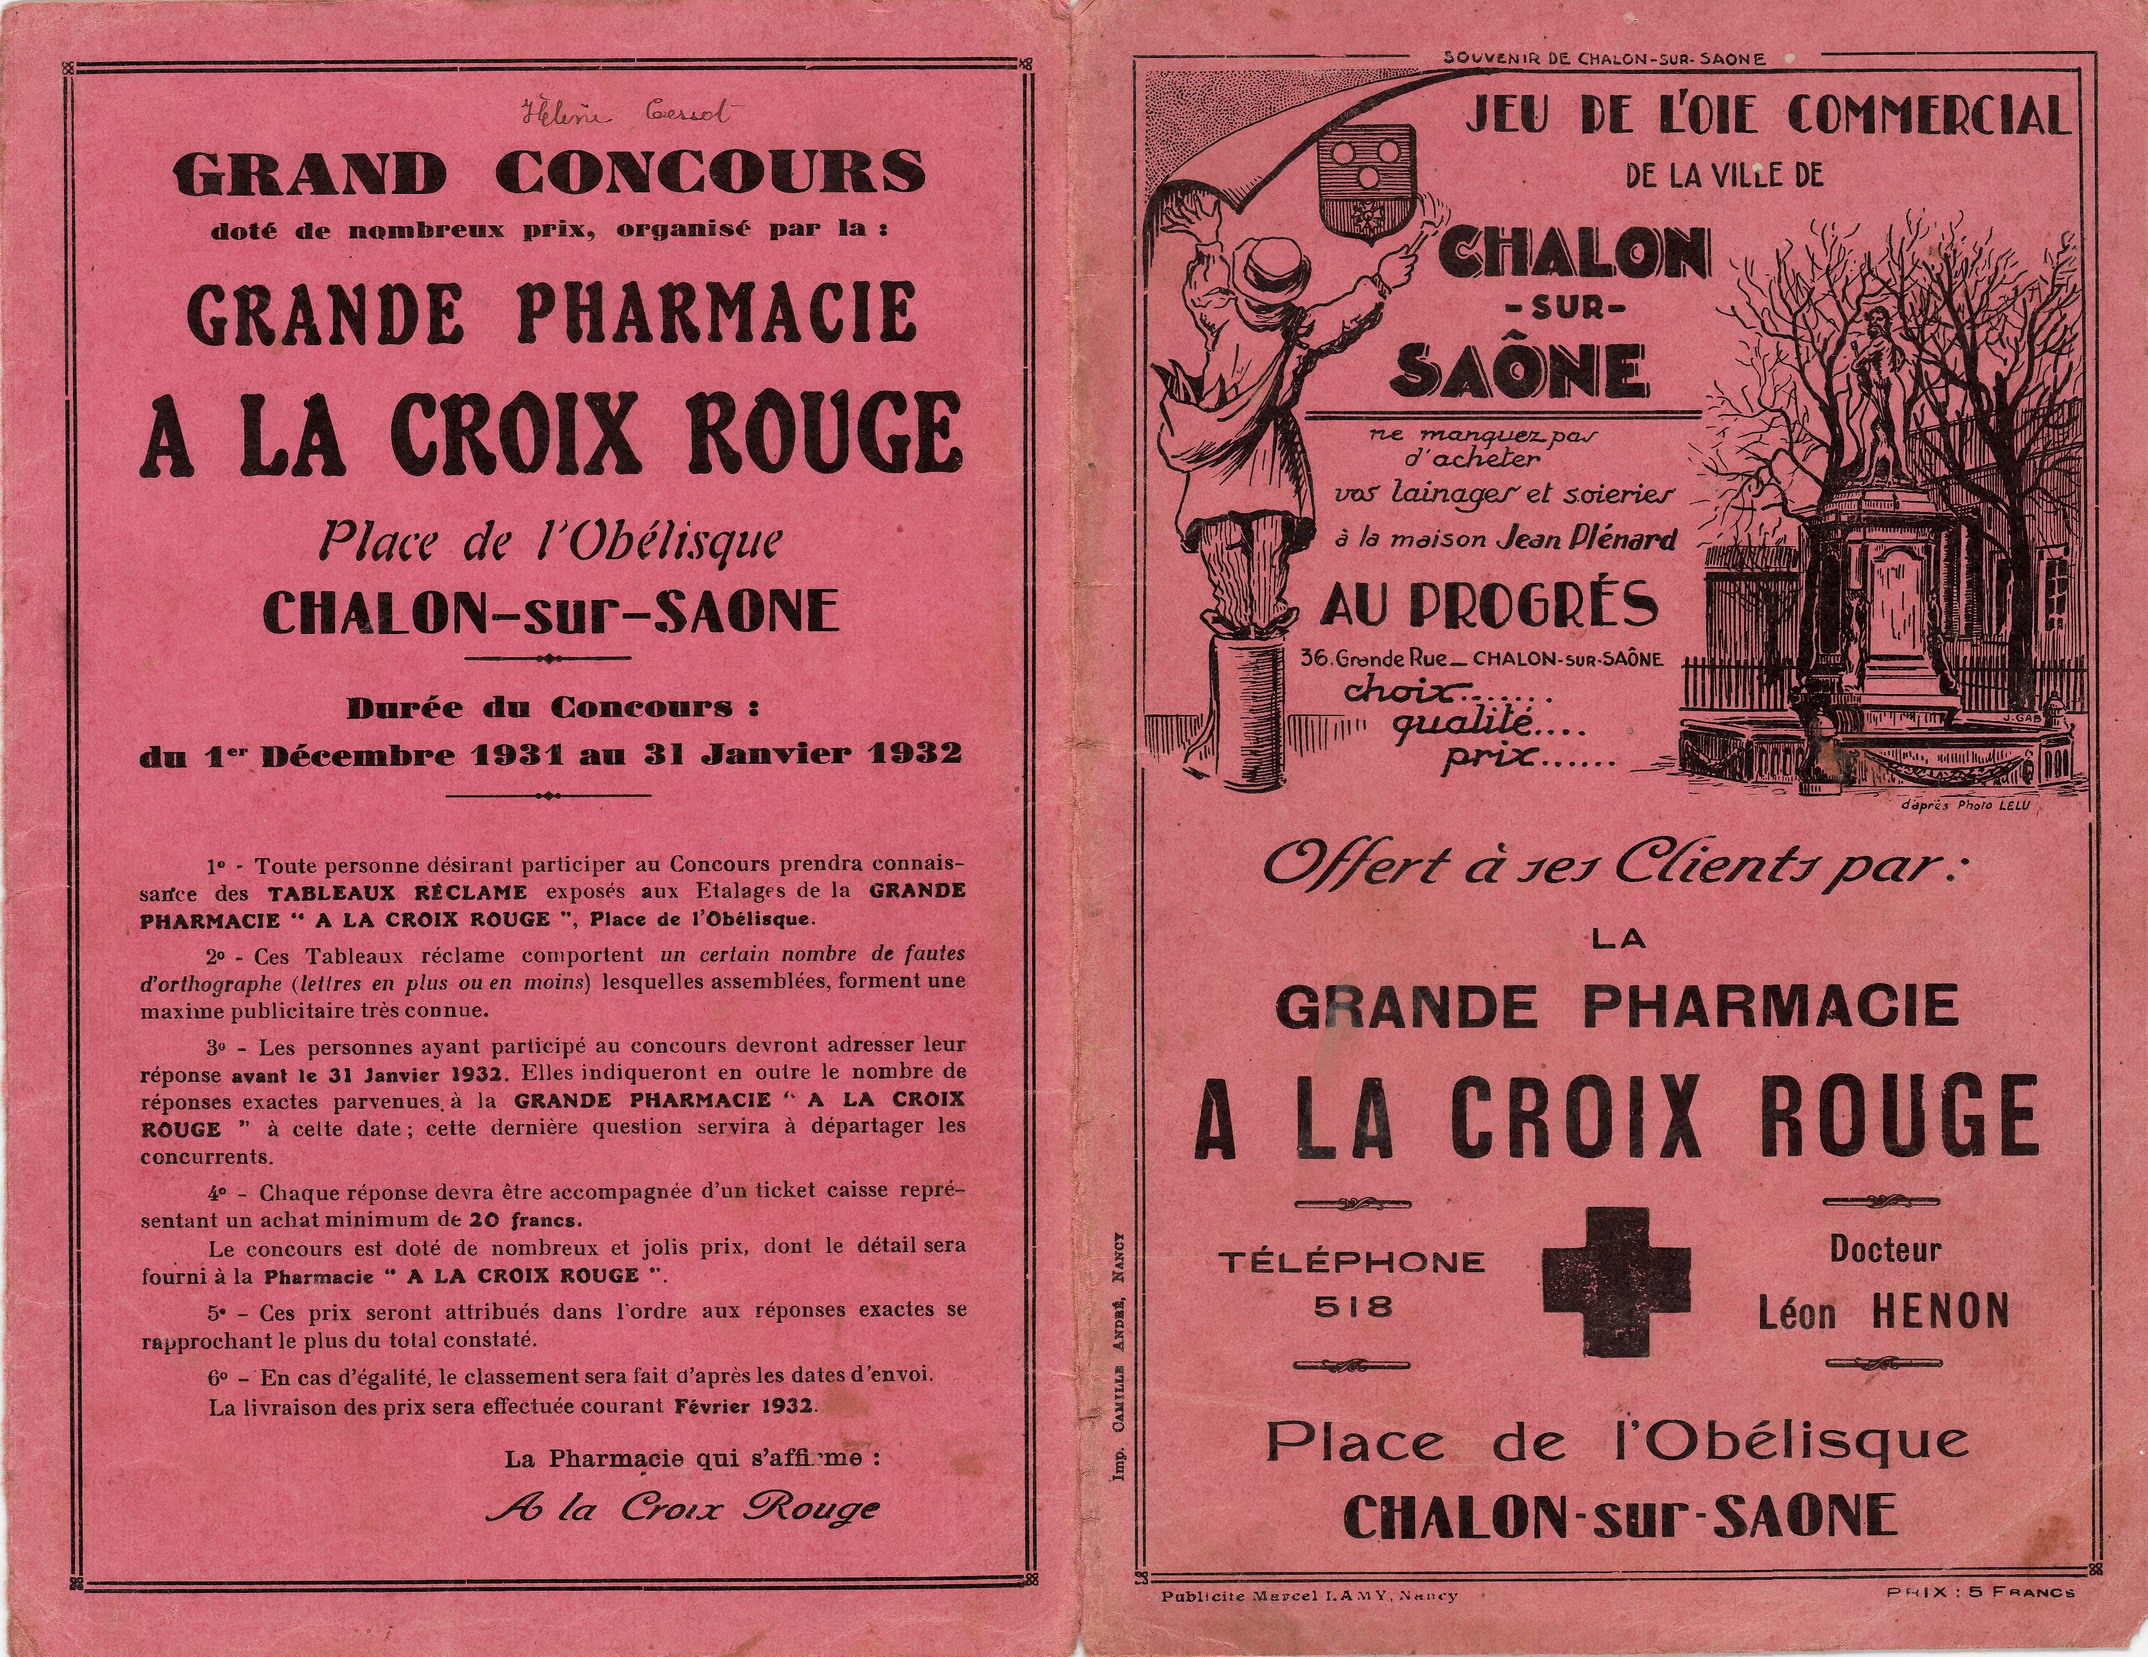 Hélène
GRAND CONCOURS
doté de nombreux prix, organisé par la :
GRANDE PHARMACIE
A LA CROIX ROUGE
Place de l'Obélisque
CHALON-sur-SAONE
Durée du Concours :
du 1er Décembre 1931 au 31 Janvier 1932
1º - Toute personne désirant participer au Concours prendra connais-
sance des TABLEAUX RÉCLAME exposés aux Etalages de la GRANDE
PHARMACIE " A LA CROIX ROUGE ", Place de l'Obélisque.
2º - Ces Tableaux réclame comportent un certain nombre de fautes
d'orthographe (lettres en plus ou en moins) lesquelles assemblées, forment une
maxime publicitaire très connue.
3º - Les personnes ayant participé au concours devront adresser leur
réponse avant le 31 Janvier 1932. Elles indiqueront en outre le nombre de
réponses exactes parvenues à la GRANDE PHARMACIE " A LA CROIX
ROUGE " à cette date ; cette dernière question servira à départager les
concurrents.
4º - Chaque réponse devra être accompagnée d'un ticket caisse repré-
sentant un achat minimum de 20 francs.
Le concours est doté de nombreux et jolis prix, dont le détail sera
fourni à la Pharmacie " A LA CROIX ROUGE ".
5º - Ces prix seront attribués dans l'ordre aux réponses exactes se
rapprochant le plus du total constaté.
6º - En cas d'égalité, le classement sera fait d'après les dates d'envoi.
La livraison des prix sera effectuée courant Février 1932.
La Pharmacie qui s'affirme :
A la Croix Rouge
Imp. CAMILLE ANDRÉ, NANCY
SOUVENIR DE CHALON-SUR-SAONE
JEU DE L'OIE COMMERCIAL
DE LA VILLE DE
CHALON
-SUR-
SAÔNE
ne manquez pas
d'acheter
vos lainages et soieries
à la maison Jean Plénard
AU PROGRÉS
36. Grande Rue_ CHALON-SUR-SAÔNE
choix.......
qualité....
prix......
J. GAB
d'après Photo LELU
Offert à ses Clients par :
LA
GRANDE PHARMACIE
A LA CROIX ROUGE
TÉLÉPHONE
518
Docteur
Léon HENON
Place de l'Obélisque
CHALON-sur-SAONE
Publicité Marcel LAMY, Nancy
PRIX : 5 FRANCS